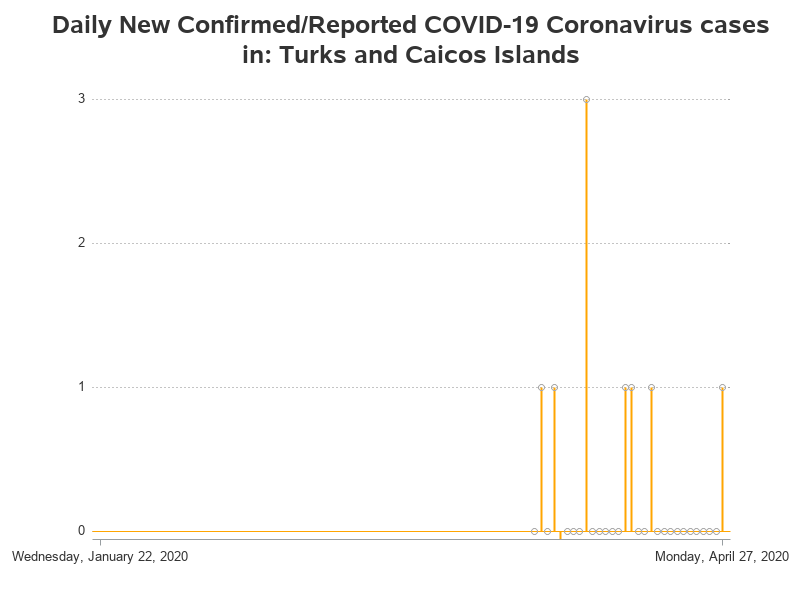 Daily New Confirmed/Reported COVID-19 Coronavirus cases
in: Turks and Caicos Islands
3
2
1
0
Wednesday, January 22, 2020
Monday, April 27, 2020